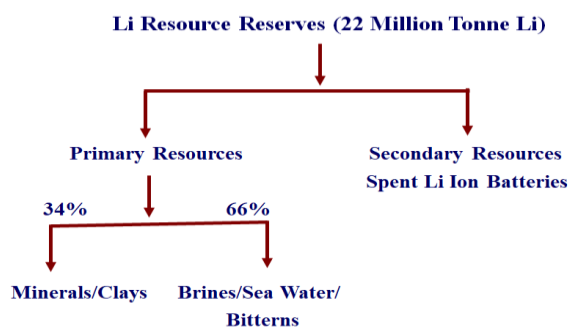 Li Resource Reserves (22 Million Tonne Li)
Primary Resources
Secondary Resources
Spent Li Ion Batteries
34%
66%
Minerals/Clays
Brines/Sea Water/
Bitterns